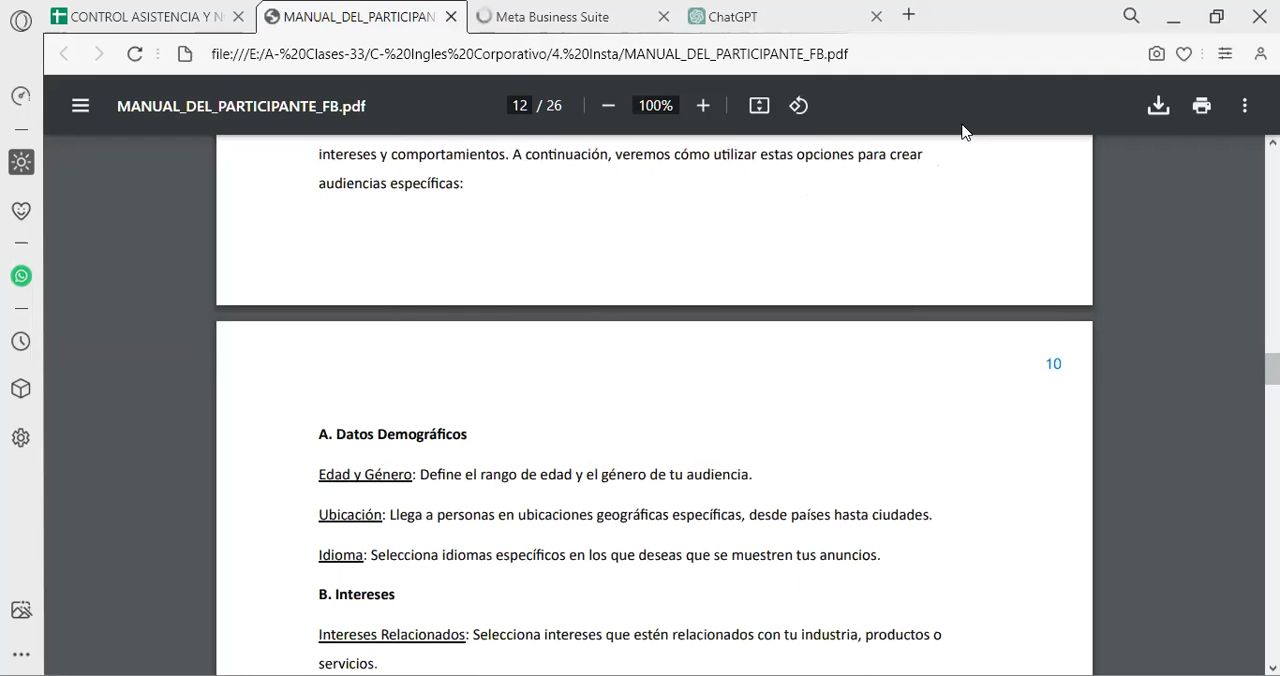 CONTROL ASISTENCIA Y N
MANUAL_DEL_PARTICIPAN
Meta Business Suite
ChatGPT
file:///E:/A-%20Clases-33/C-%20Ingles%20Corporativo/4.%20Insta/MANUAL_DEL_PARTICIPANTE_FB.pdf
MANUAL_DEL_PARTICIPANTE_FB.pdf
12 / 26
100%
intereses y comportamientos. A continuación, veremos cómo utilizar estas opciones para crear
audiencias específicas:
10
A. Datos Demográficos
Edad y Género: Define el rango de edad y el género de tu audiencia.
Ubicación: Llega a personas en ubicaciones geográficas específicas, desde países hasta ciudades.
Idioma: Selecciona idiomas específicos en los que deseas que se muestren tus anuncios.
B. Intereses
Intereses Relacionados: Selecciona intereses que estén relacionados con tu industria, productos o
servicios.